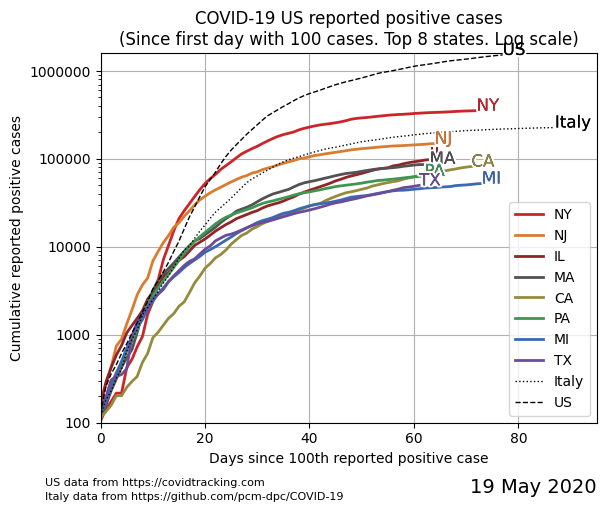 COVID-19 US reported positive cases
(Since first day with 100 cases. Top 8 states. Log scale)
US
1000000
NY
Italy
NJ
100000
MA
CA
PA
TX
MI
10000
1000
100
Cumulative reported positive cases
NY
NJ
IL
MA
CA
PA
MI
TX
Italy
US
0
20
40
60
80
Days since 100th reported positive case
US data from https://covidtracking.com
Italy data from https://github.com/pcm-dpc/COVID-19
19 May 2020